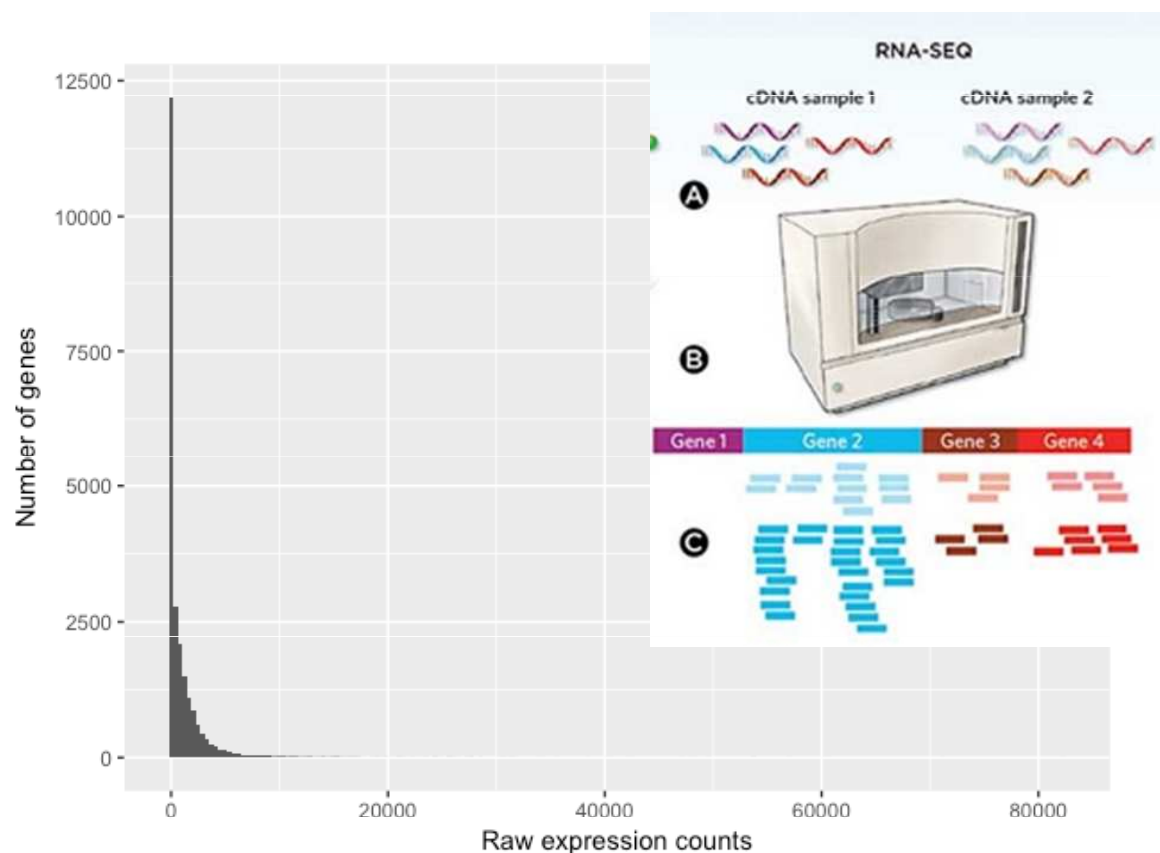 RNA-SEQ
cDNA sample 1
cDNA sample 2
A
B
Gene 1
Gene 2
Gene 3
Gene 4
C
12500
10000
7500
5000
2500
0
Number of genes
0
20000
40000
60000
80000
Raw expression counts